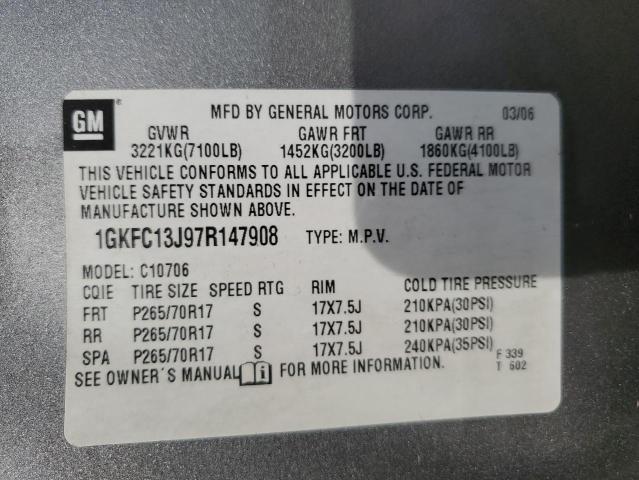 GM
MFD BY GENERAL MOTORS CORP. 03/06
GVWR GAWR FRT GAWR RR
3221KG(7100LB) 1452KG(3200LB) 1860KG(4100LB)
THIS VEHICLE CONFORMS TO ALL APPLICABLE U.S. FEDERAL MOTOR
VEHICLE SAFETY STANDARDS IN EFFECT ON THE DATE OF
MANUFACTURE SHOWN ABOVE.
1GKFC13J97R147908 TYPE: M.P.V.
MODEL: C10706
CQIE TIRE SIZE SPEED RTG RIM COLD TIRE PRESSURE
FRT P265/70R17 S 17X7.5J 210KPA(30PSI)
RR P265/70R17 S 17X7.5J 210KPA(30PSI)
SPA P265/70R17 S 17X7.5J 240KPA(35PSI)
F 339
T 602
SEE OWNER'S MANUAL i FOR MORE INFORMATION.